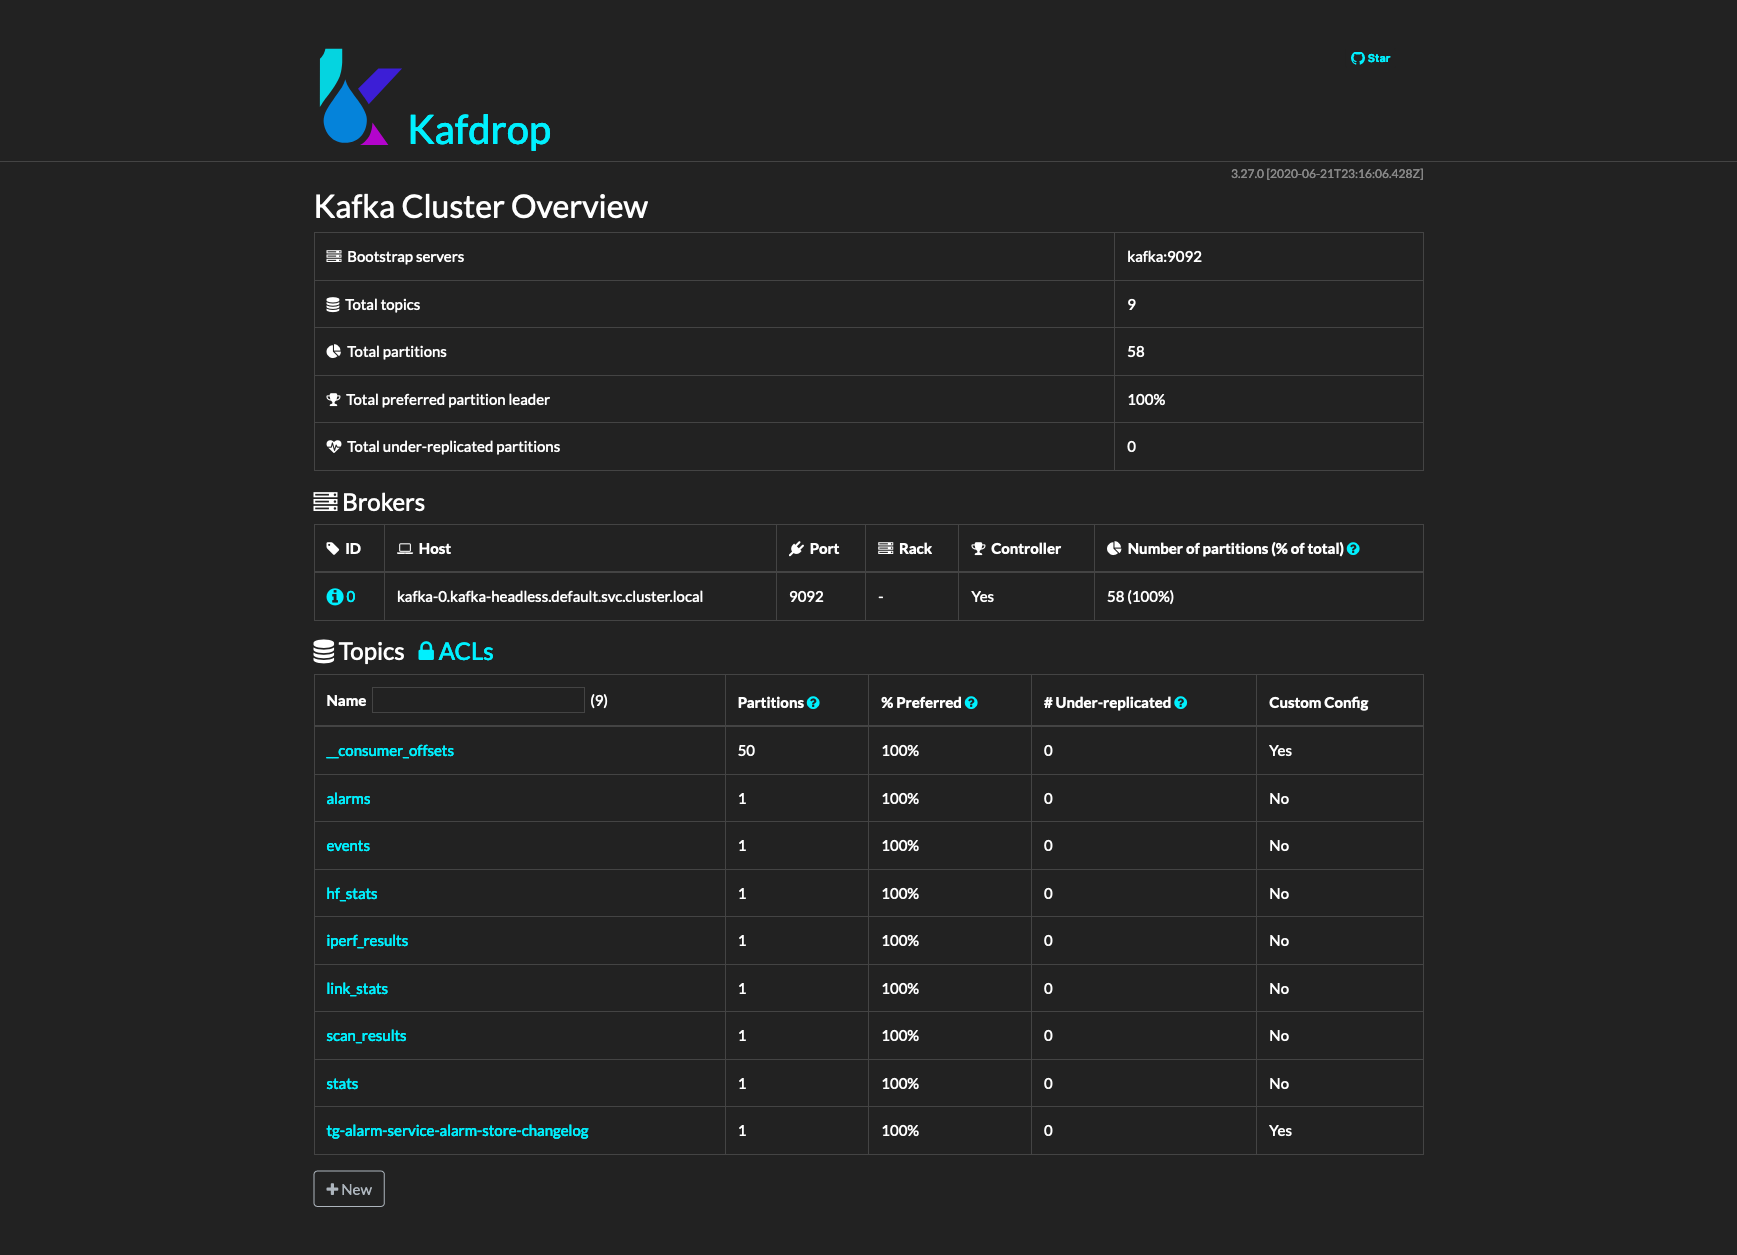 Star
Kafdrop
3.27.0 [2020-06-21T23:16:06.428Z]
Kafka Cluster Overview
Bootstrap servers kafka:9092
Total topics 9
Total partitions 58
Total preferred partition leader 100%
Total under-replicated partitions 0
Brokers
ID Host Port Rack Controller Number of partitions (% of total)
0 kafka-0.kafka-headless.default.svc.cluster.local 9092 - Yes 58 (100%)
Topics ACLs
Name (9) Partitions % Preferred # Under-replicated Custom Config
__consumer_offsets 50 100% 0 Yes
alarms 1 100% 0 No
events 1 100% 0 No
hf_stats 1 100% 0 No
iperf_results 1 100% 0 No
link_stats 1 100% 0 No
scan_results 1 100% 0 No
stats 1 100% 0 No
tg-alarm-service-alarm-store-changelog 1 100% 0 Yes
New